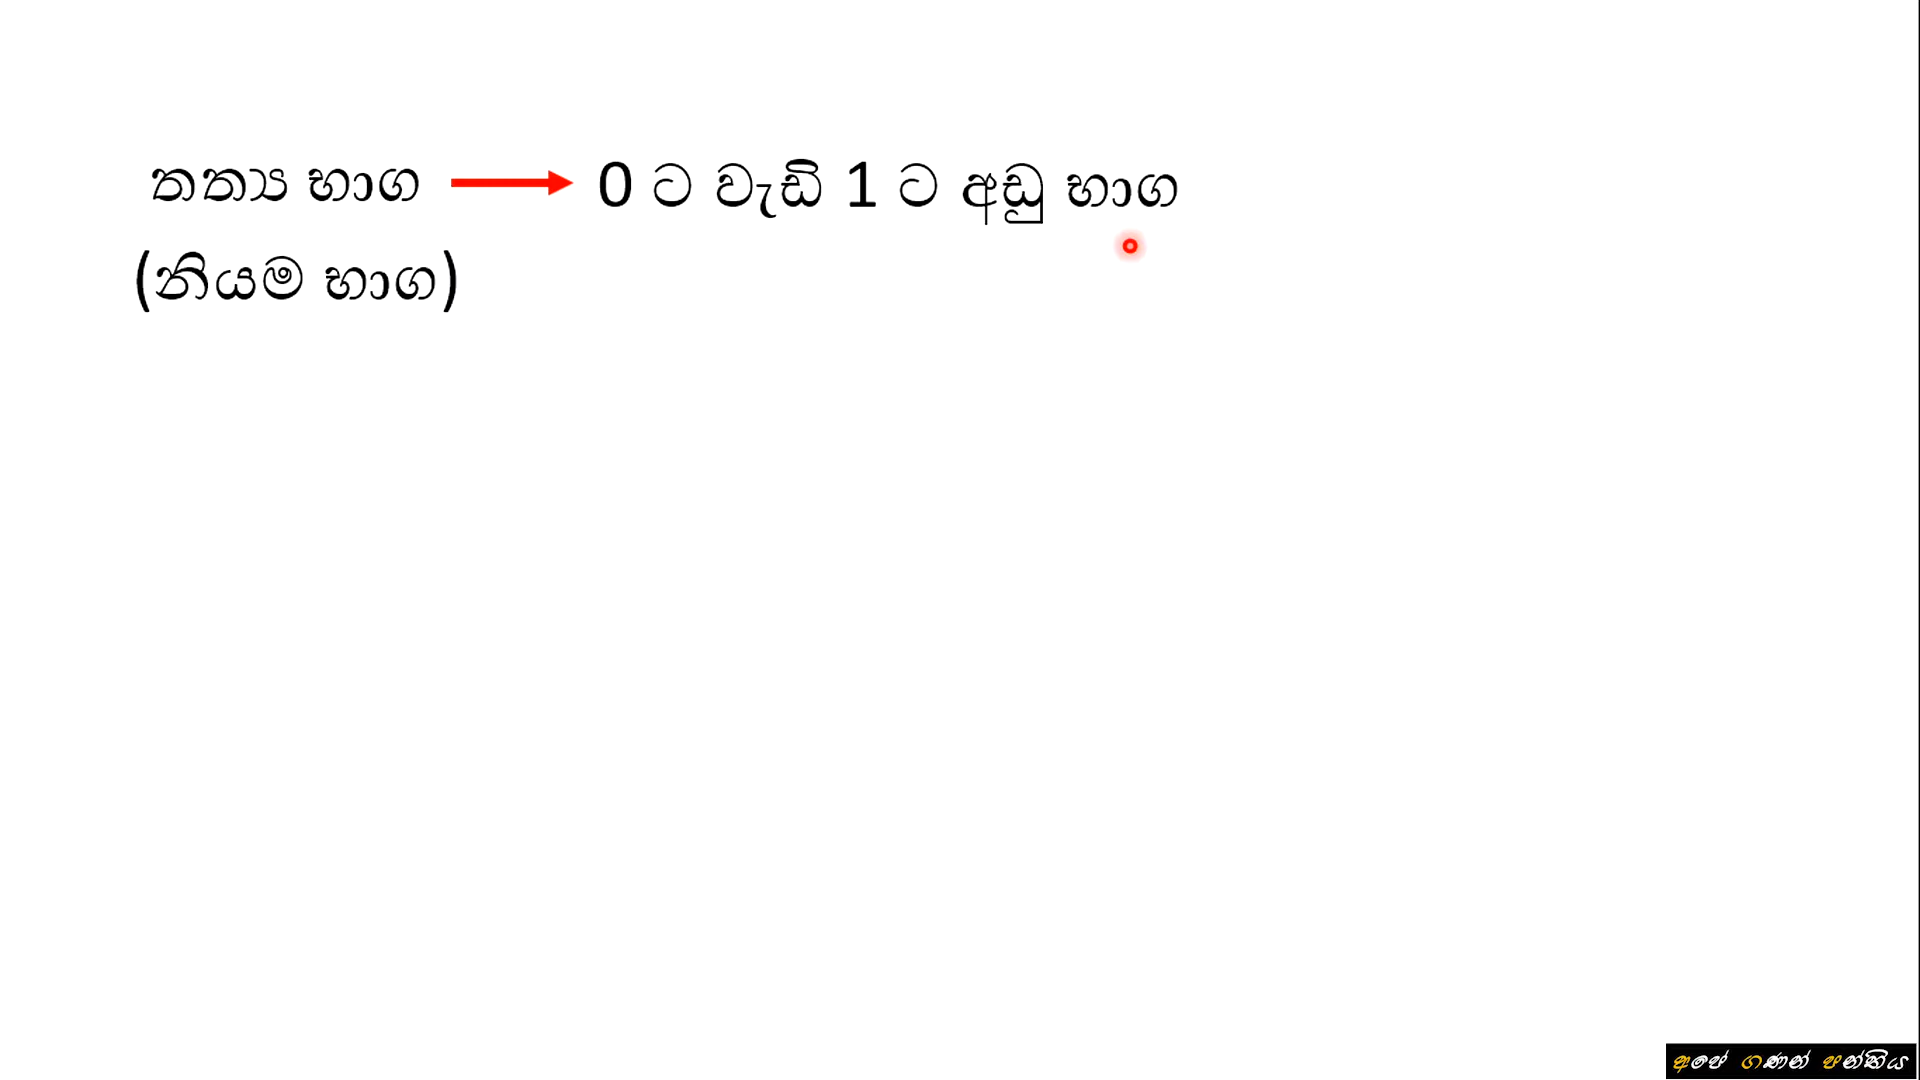 තත්‍ය භාග → 0 ට වැඩි 1 ට අඩු භාග
(නියම භාග)
අපේ ගණන් පන්තිය